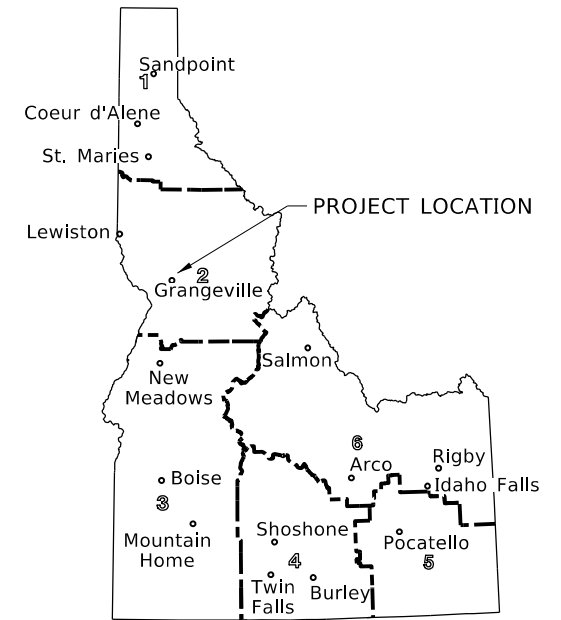 Sandpoint
1
Coeur d'Alene
St. Maries
PROJECT LOCATION
Lewiston
2
Grangeville
Salmon
New
Meadows
6
Rigby
Arco
Boise
Idaho Falls
3
Mountain
Home
Shoshone
Pocatello
4
5
Twin
Falls
Burley